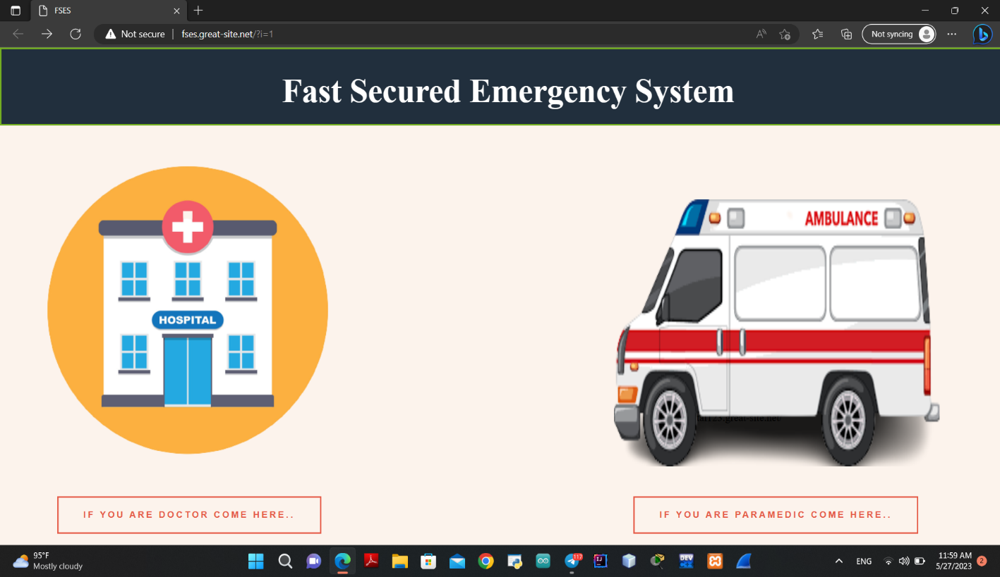 FSES
Not secure
fses.great-site.net/?i=1
Not syncing
Fast Secured Emergency System
AMBULANCE
HOSPITAL
IF YOU ARE DOCTOR COME HERE..
IF YOU ARE PARAMEDIC COME HERE..
95°F
Mostly cloudy
117
IJ
DEV
ENG
11:59 AM
5/27/2023
2